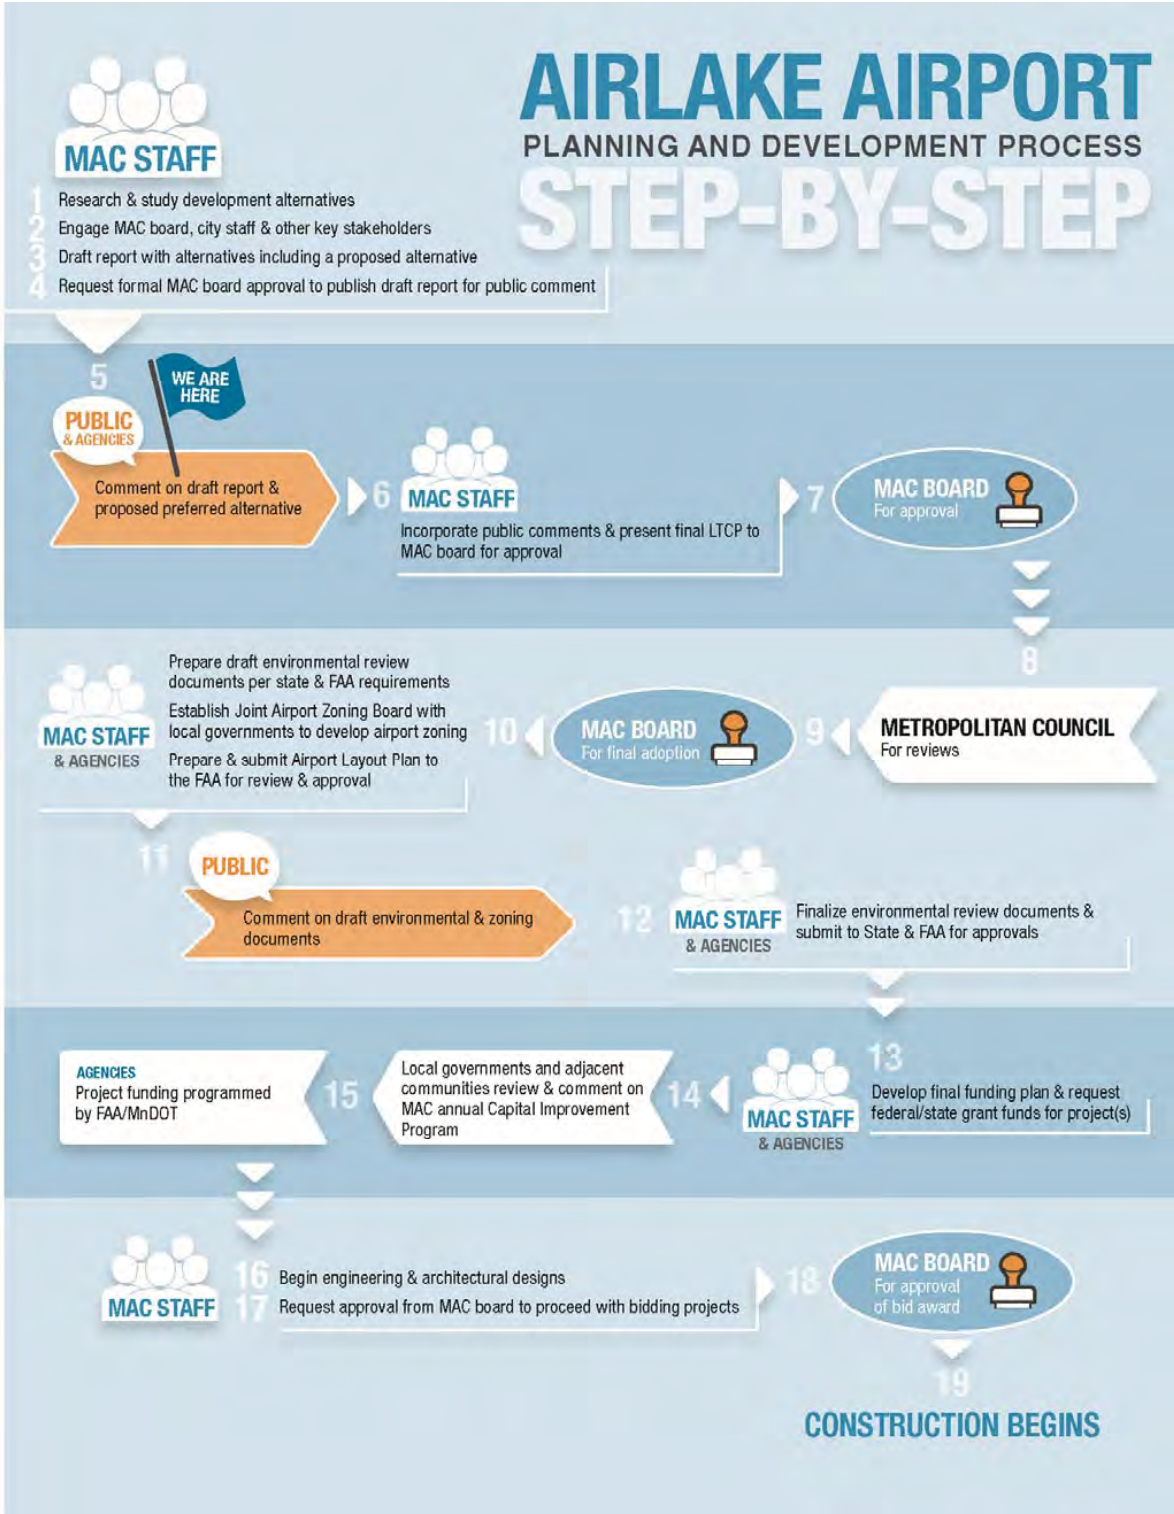 AIRLAKE AIRPORT
PLANNING AND DEVELOPMENT PROCESS
STEP-BY-STEP
MAC STAFF
1 Research & study development alternatives
2 Engage MAC board, city staff & other key stakeholders
3 Draft report with alternatives including a proposed alternative
4 Request formal MAC board approval to publish draft report for public comment
5
WE ARE
HERE
PUBLIC
& AGENCIES
Comment on draft report &
proposed preferred alternative
6
MAC STAFF
Incorporate public comments & present final LTCP to
MAC board for approval
7
MAC BOARD
For approval
8
METROPOLITAN COUNCIL
For reviews
9
MAC BOARD
For final adoption
10
MAC STAFF
& AGENCIES
Prepare draft environmental review
documents per state & FAA requirements
Establish Joint Airport Zoning Board with
local governments to develop airport zoning
Prepare & submit Airport Layout Plan to
the FAA for review & approval
11
PUBLIC
Comment on draft environmental & zoning
documents
12
MAC STAFF
& AGENCIES
Finalize environmental review documents &
submit to State & FAA for approvals
13
MAC STAFF
& AGENCIES
Develop final funding plan & request
federal/state grant funds for project(s)
14
Local governments and adjacent
communities review & comment on
MAC annual Capital Improvement
Program
15
AGENCIES
Project funding programmed
by FAA/MnDOT
MAC STAFF
16 Begin engineering & architectural designs
17 Request approval from MAC board to proceed with bidding projects
18
MAC BOARD
For approval
of bid award
19
CONSTRUCTION BEGINS